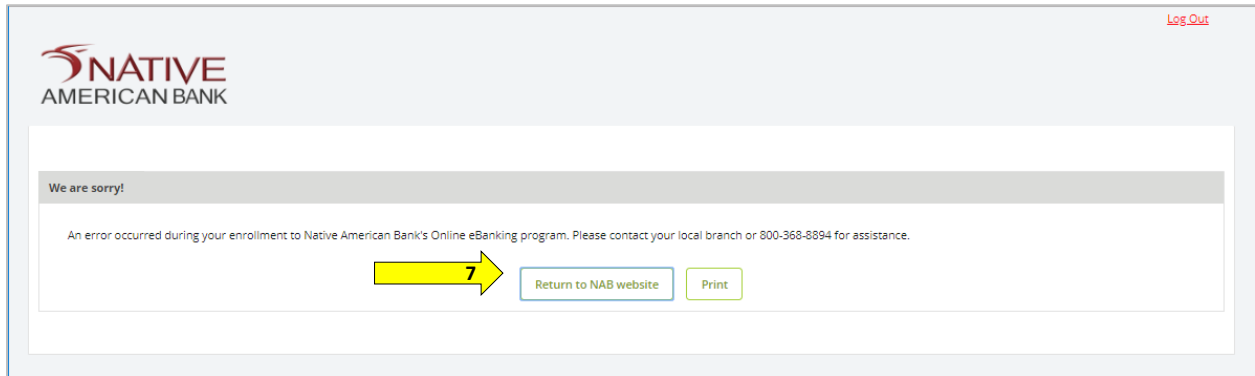 Log Out
NATIVE
AMERICAN BANK
We are sorry!
An error occurred during your enrollment to Native American Bank's Online eBanking program. Please contact your local branch or 800-368-8894 for assistance.
7
Return to NAB website
Print